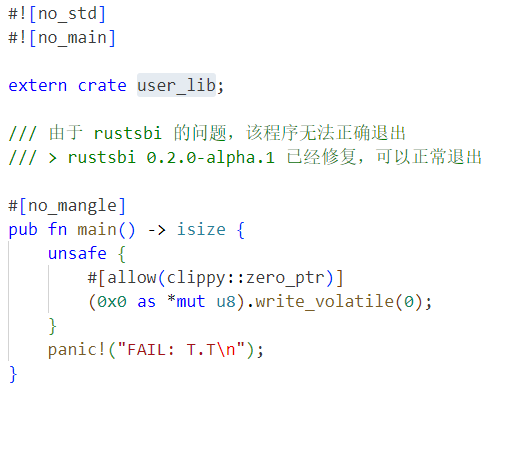 #![no_std]
#![no_main]
extern crate user_lib;
/// 由于 rustsbi 的问题，该程序无法正确退出
/// > rustsbi 0.2.0-alpha.1 已经修复，可以正常退出
#[no_mangle]
pub fn main() -> isize {
    unsafe {
        #[allow(clippy::zero_ptr)]
        (0x0 as *mut u8).write_volatile(0);
    }
    panic!("FAIL: T.T\n");
}